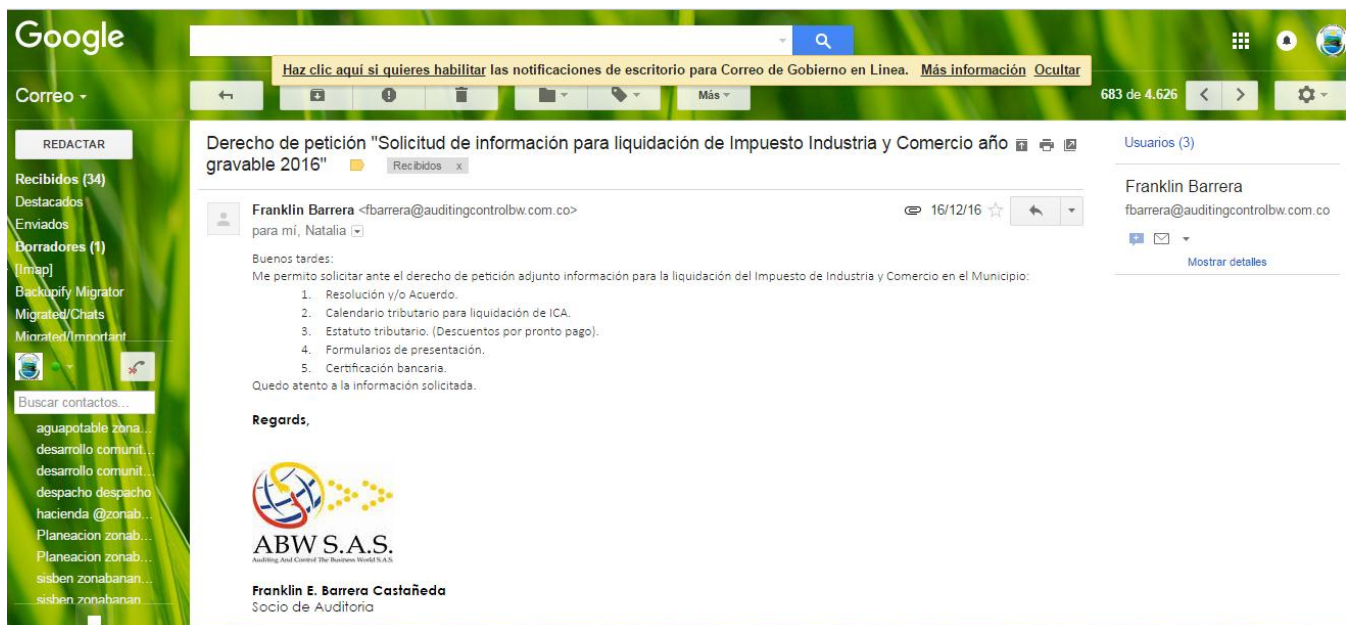 Google
Haz clic aquí si quieres habilitar las notificaciones de escritorio para Correo de Gobierno en Linea. Más información Ocultar
Correo
Más
683 de 4.626
REDACTAR
Recibidos (34)
Destacados
Enviados
Borradores (1)
[Imap]
Backupify Migrator
Migrated/Chats
Migrated/Important
Buscar contactos...
aguapotable zona...
desarrollo comunit...
desarrollo comunit...
despacho despacho
hacienda @zonab...
Planeacion zonab...
Planeacion zonab...
sisben zonabanan...
sisben zonabanan
Derecho de petición "Solicitud de información para liquidación de Impuesto Industria y Comercio año
gravable 2016" Recibidos x
Franklin Barrera <fbarrera@auditingcontrolbw.com.co>
16/12/16
para mí, Natalia
Buenos tardes:
Me permito solicitar ante el derecho de petición adjunto información para la liquidación del Impuesto de Industria y Comercio en el Municipio:
1. Resolución y/o Acuerdo.
2. Calendario tributario para liquidación de ICA.
3. Estatuto tributario. (Descuentos por pronto pago).
4. Formularios de presentación.
5. Certificación bancaria.
Quedo atento a la información solicitada.
Regards,
ABW S.A.S.
Auditing And Control The Business World S.A.S.
Franklin E. Barrera Castañeda
Socio de Auditoria
Usuarios (3)
Franklin Barrera
fbarrera@auditingcontrolbw.com.co
Mostrar detalles